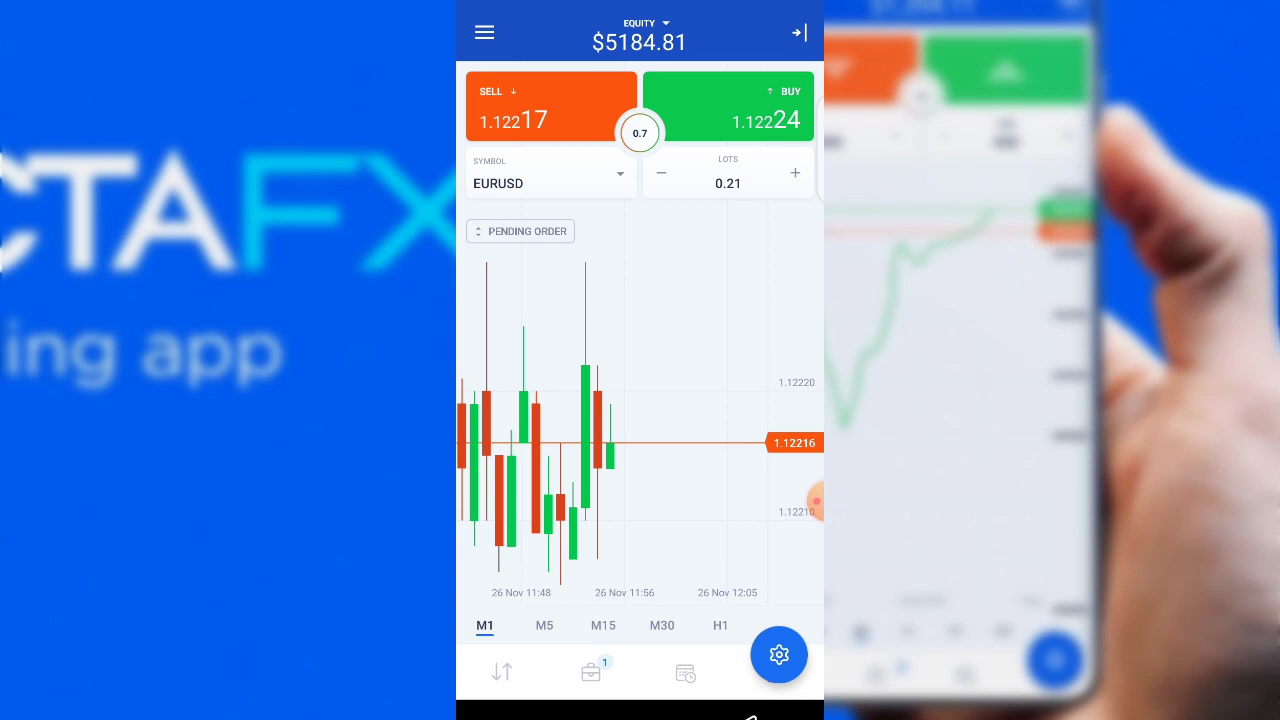 EQUITY
$5184.81
SELL ↓
↑ BUY
1.12217
1.12224
0.7
SYMBOL
EURUSD
LOTS
− 0.21 +
PENDING ORDER
1.12220
1.12216
1.12210
26 Nov 11:48
26 Nov 11:56
26 Nov 12:05
M1
M5
M15
M30
H1
1
CTAFX
ing app